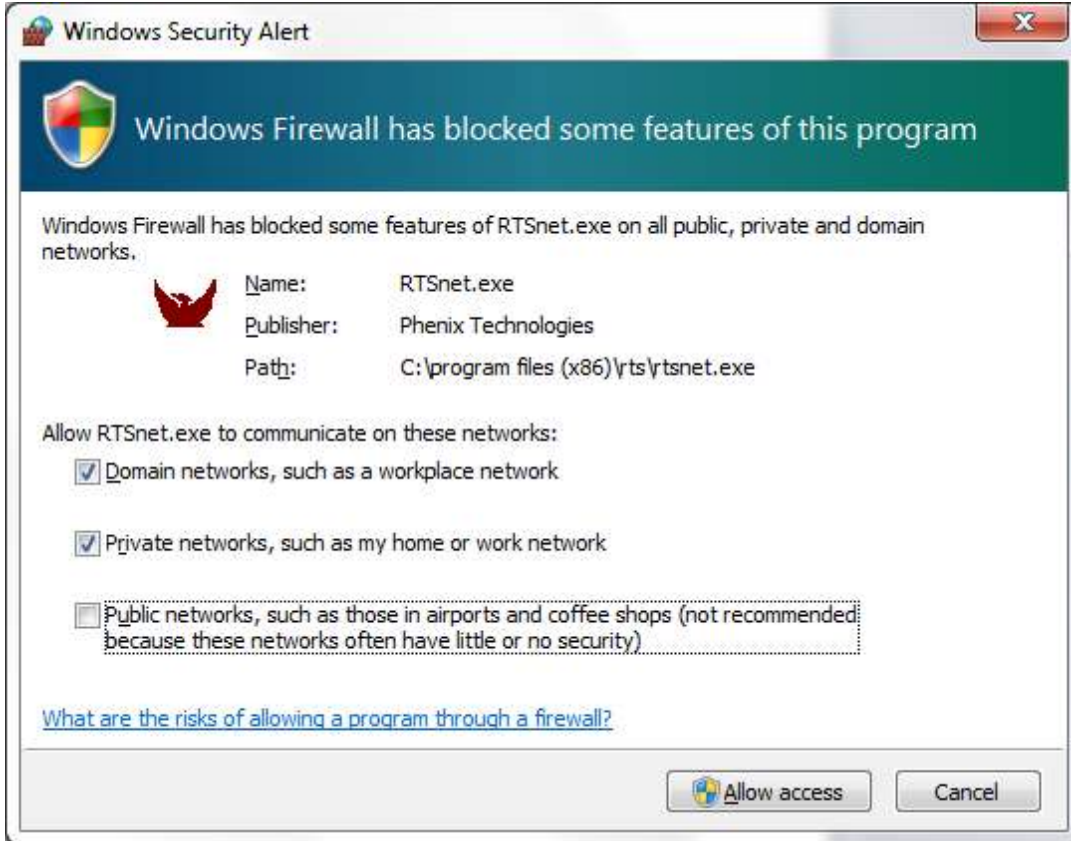 Windows Security Alert
Windows Firewall has blocked some features of this program
Windows Firewall has blocked some features of RTSnet.exe on all public, private and domain
networks.
Name: RTSnet.exe
Publisher: Phenix Technologies
Path: C:\program files (x86)\rts\rtsnet.exe
Allow RTSnet.exe to communicate on these networks:
Domain networks, such as a workplace network
Private networks, such as my home or work network
Public networks, such as those in airports and coffee shops (not recommended
because these networks often have little or no security)
What are the risks of allowing a program through a firewall?
Allow access Cancel